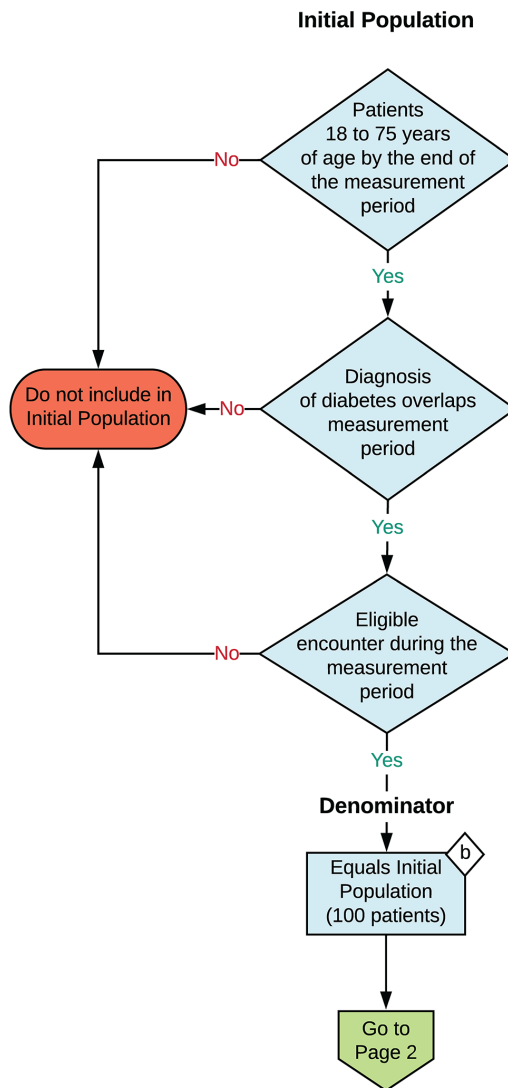 Initial Population
Patients
18 to 75 years
of age by the end of
the measurement
period
No
Yes
Do not include in
Initial Population
No
Diagnosis
of diabetes overlaps
measurement
period
Yes
Eligible
encounter during the
measurement
period
No
Yes
Denominator
b
Equals Initial
Population
(100 patients)
Go to
Page 2